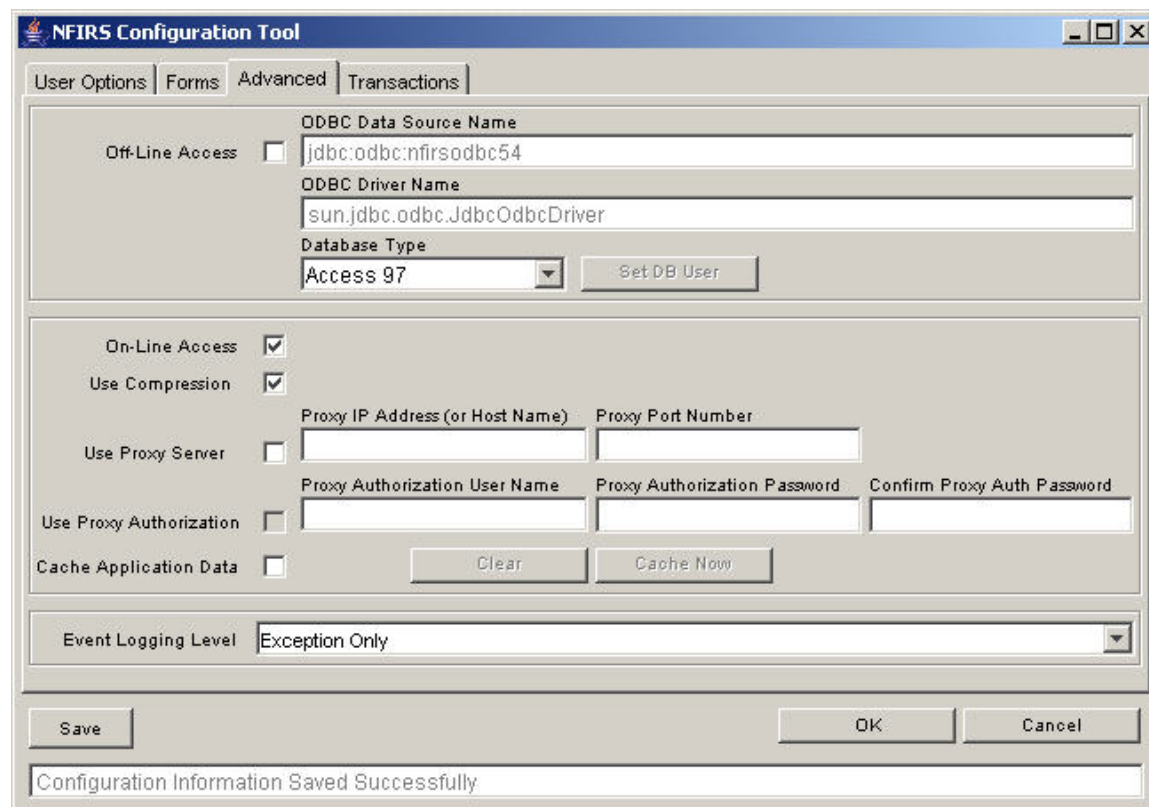 NFIRS Configuration Tool
User Options Forms Advanced Transactions
ODBC Data Source Name
Off-Line Access jdbc:odbc:nfirsodbc54
ODBC Driver Name
sun.jdbc.odbc.JdbcOdbcDriver
Database Type
Access 97 Set DB User
On-Line Access
Use Compression
Proxy IP Address (or Host Name) Proxy Port Number
Use Proxy Server
Proxy Authorization User Name Proxy Authorization Password Confirm Proxy Auth Password
Use Proxy Authorization
Cache Application Data Clear Cache Now
Event Logging Level Exception Only
Save OK Cancel
Configuration Information Saved Successfully